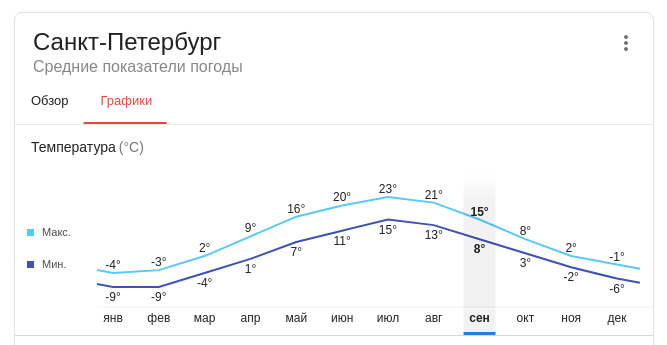 Санкт-Петербург
Средние показатели погоды
Обзор Графики
Температура (°C)
23°
20° 21°
16° 15°
9° 8°
2° 2°
-4° -3° -1°
Макс.
Мин.
15°
11° 13°
7° 8°
1° 3°
-4° -2°
-9° -9° -6°
янв фев мар апр май июн июл авг сен окт ноя дек